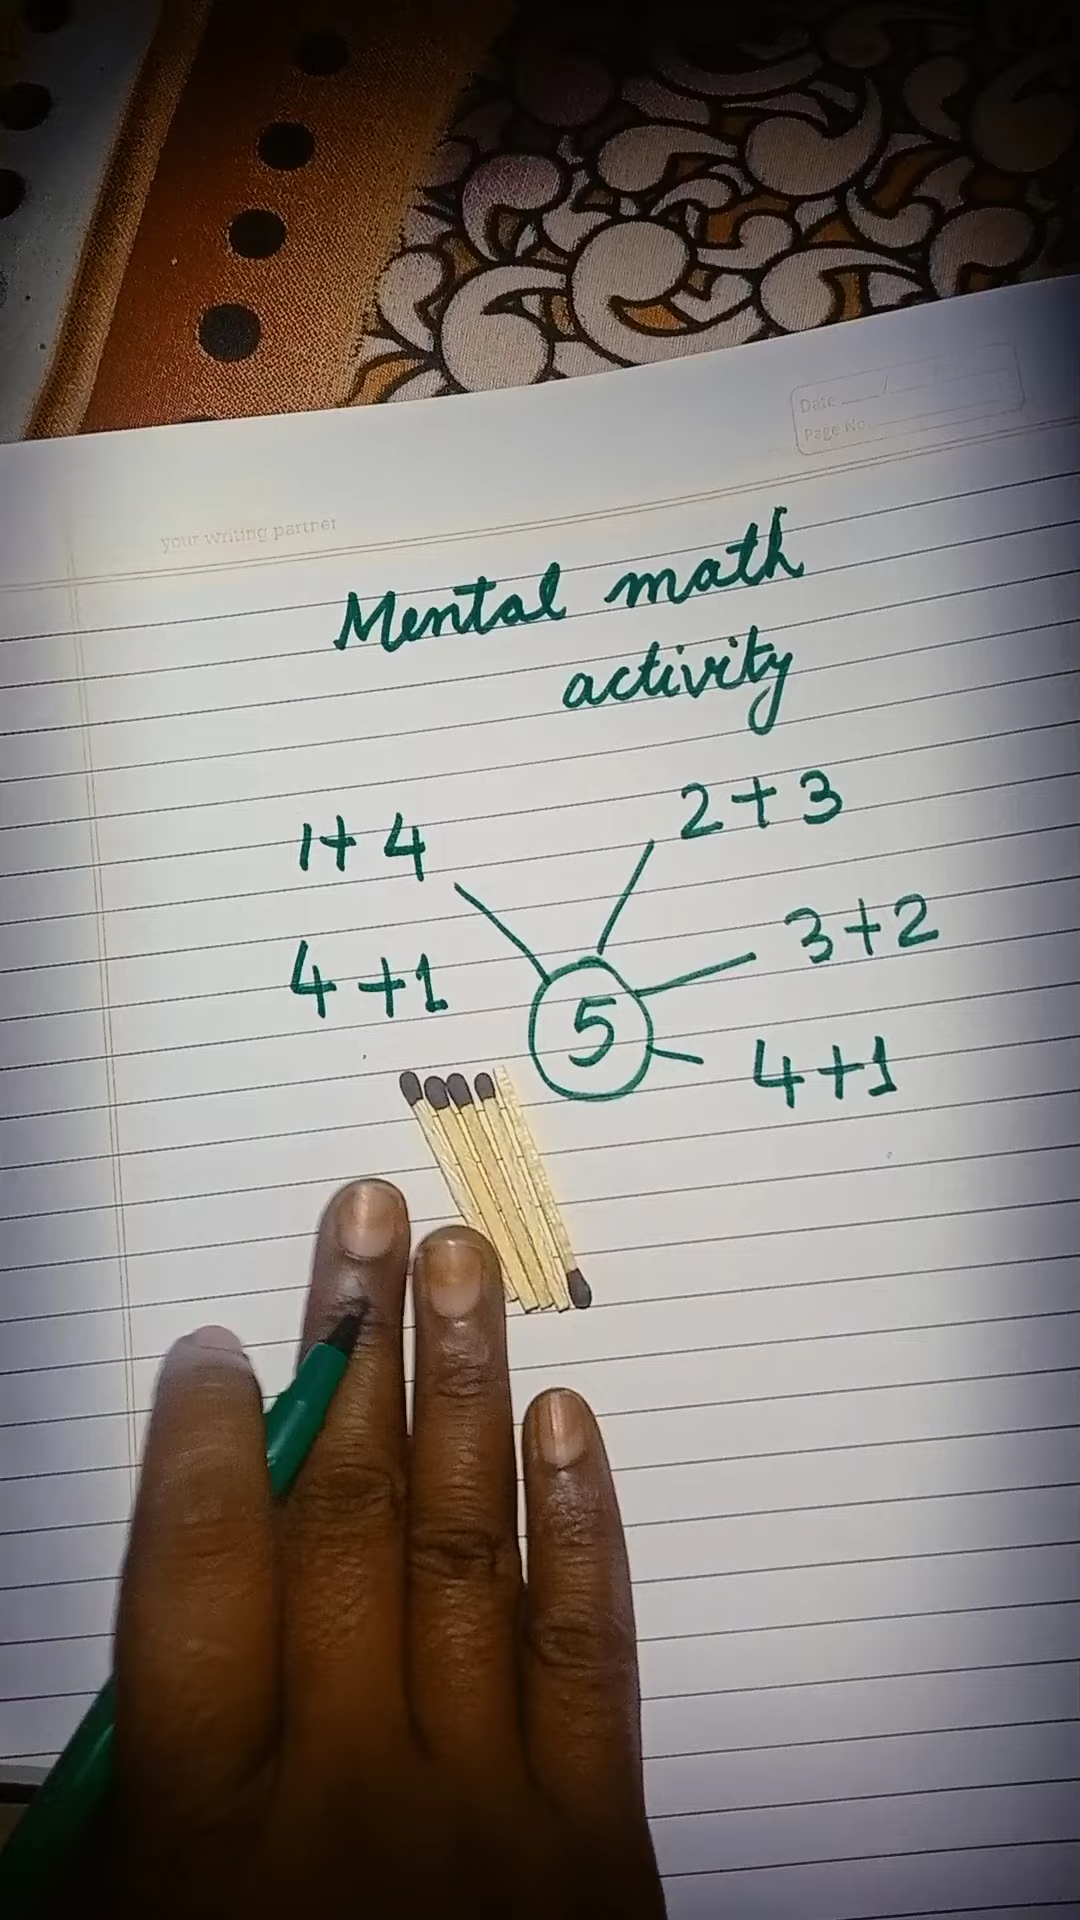 Date
Page No.
your writing partner
Mental math
activity
1+4
2+3
4+1
3+2
5
4+1